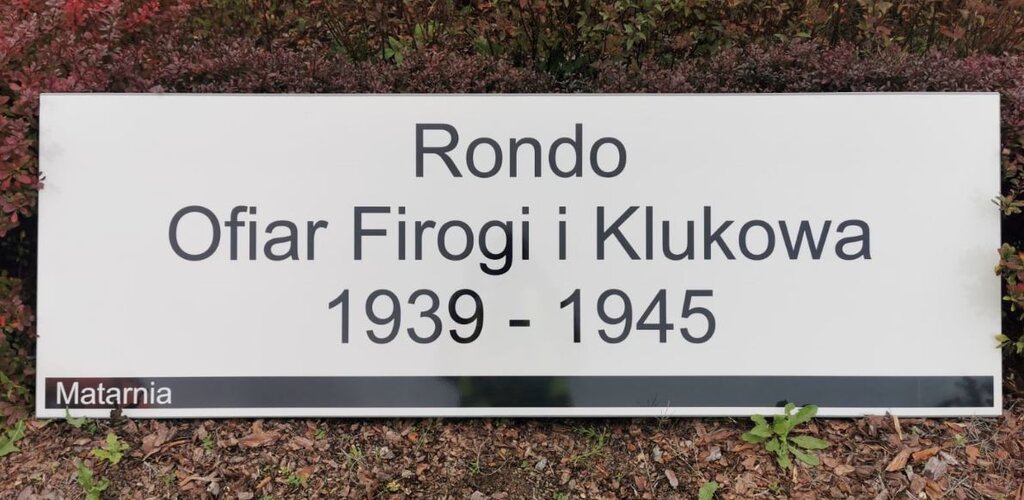 Rondo
Ofiar Firogi i Klukowa
1939 - 1945
Matarnia